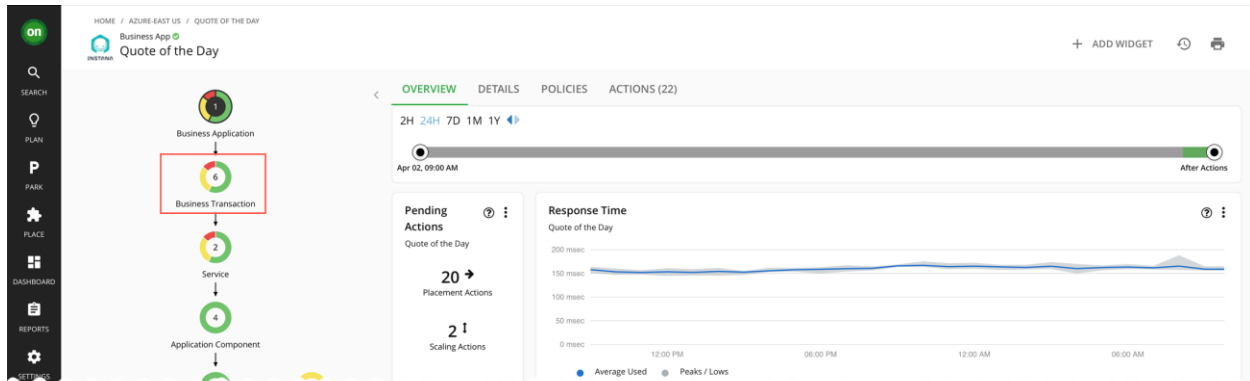 on
SEARCH
PLAN
P
PARK
PLACE
DASHBOARD
REPORTS
SETTINGS
HOME / AZURE-EAST US / QUOTE OF THE DAY
INSTANA
Business App
Quote of the Day
+ ADD WIDGET
1
Business Application
6
Business Transaction
2
Service
4
Application Component
OVERVIEW DETAILS POLICIES ACTIONS (22)
2H 24H 7D 1M 1Y
Apr 02, 09:00 AM
After Actions
Pending
Actions
Quote of the Day
20
Placement Actions
2
Scaling Actions
Response Time
Quote of the Day
200 msec
150 msec
100 msec
50 msec
0 msec
12:00 PM 06:00 PM 12:00 AM 06:00 AM
Average Used Peaks / Lows